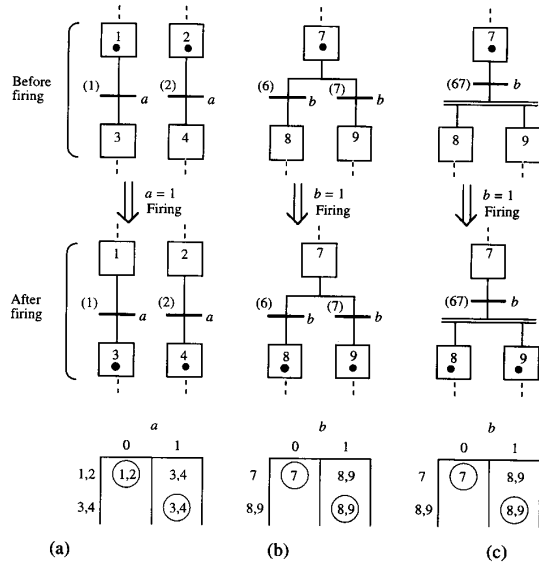 1 2 7 7
Before
firing
(1) a (2) a (6) b (7) b (67) b
3 4 8 9 8 9
a = 1
Firing
b = 1
Firing
b = 1
Firing
1 2 7 7
After
firing
(1) a (2) a (6) b (7) b (67) b
3 4 8 9 8 9
a b b
0 1 0 1 0 1
1,2 1,2 3,4 7 7 8,9 7 7 8,9
3,4 3,4 8,9 8,9 8,9 8,9
(a) (b) (c)